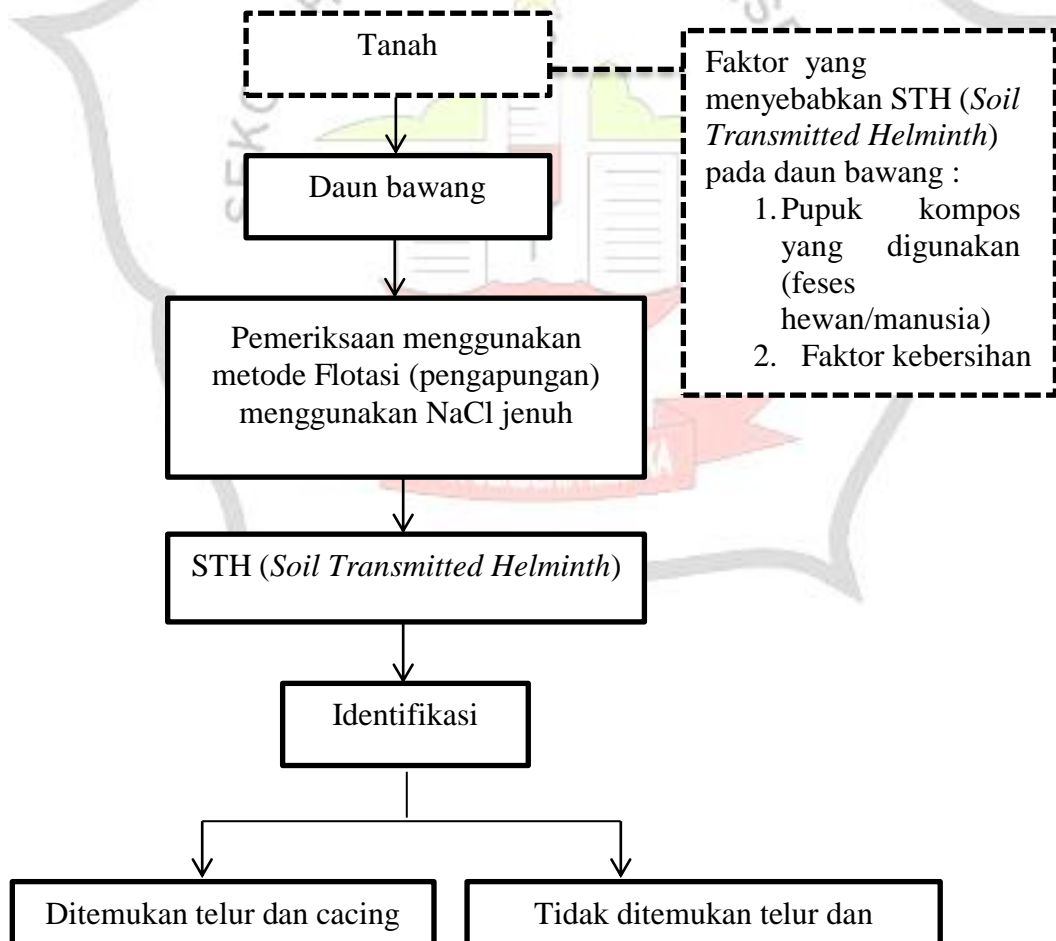 Tanah
Faktor yang
menyebabkan STH (Soil
Transmitted Helminth)
pada daun bawang :
1. Pupuk kompos
yang digunakan
(feses
hewan/manusia)
2. Faktor kebersihan
Daun bawang
Pemeriksaan menggunakan
metode Flotasi (pengapungan)
menggunakan NaCl jenuh
STH (Soil Transmitted Helminth)
Identifikasi
Ditemukan telur dan cacing
Tidak ditemukan telur dan